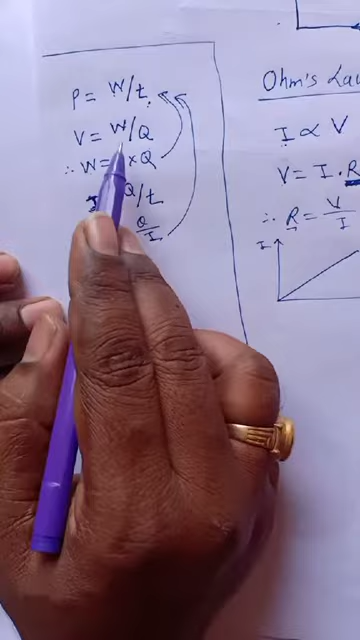 P = W/t
V = W/Q
∴ W = × Q
I Q/t
Q/I
Ohm's La
I ∝ V
V = I . R
∴ R = V/I
I